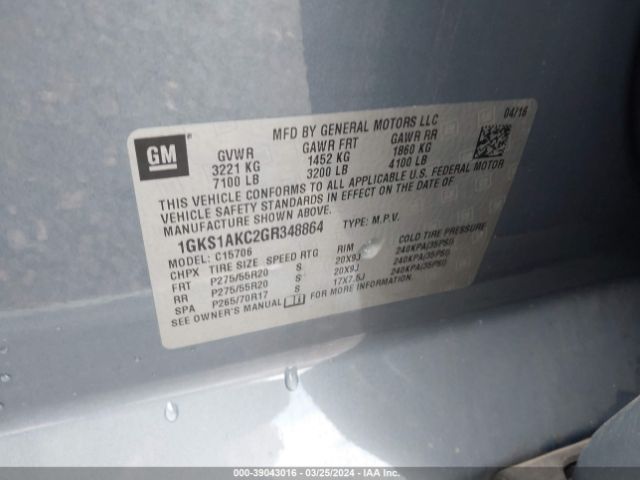 GM
MFD BY GENERAL MOTORS LLC
04/16
GVWR GAWR FRT GAWR RR
3221 KG 1452 KG 1860 KG
7100 LB 3200 LB 4100 LB
THIS VEHICLE CONFORMS TO ALL APPLICABLE U.S. FEDERAL MOTOR
VEHICLE SAFETY STANDARDS IN EFFECT ON THE DATE OF
MANUFACTURE SHOWN ABOVE.
1GKS1AKC2GR348864 TYPE: M.P.V.
MODEL: C15706
CHPX TIRE SIZE SPEED RTG RIM COLD TIRE PRESSURE
FRT P275/55R20 S 20X9J 240KPA(35PSI)
RR P275/55R20 S 20X9J 240KPA(35PSI)
SPA P265/70R17 S 17X7.5J 240KPA(35PSI)
SEE OWNER'S MANUAL FOR MORE INFORMATION.
000-39043016 - 03/25/2024 - IAA Inc.